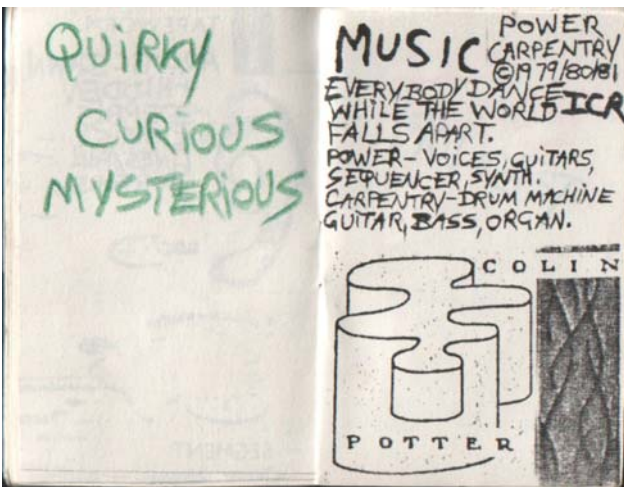 QUIRKY
CURIOUS
MYSTERIOUS
MUSIC
POWER
CARPENTRY
©1979/80/81
EVERYBODY DANCE
WHILE THE WORLD
ICR
FALLS APART.
POWER-VOICES, GUITARS,
SEQUENCER, SYNTH.
CARPENTRY-DRUM MACHINE
GUITAR, BASS, ORGAN.
COLIN
POTTER